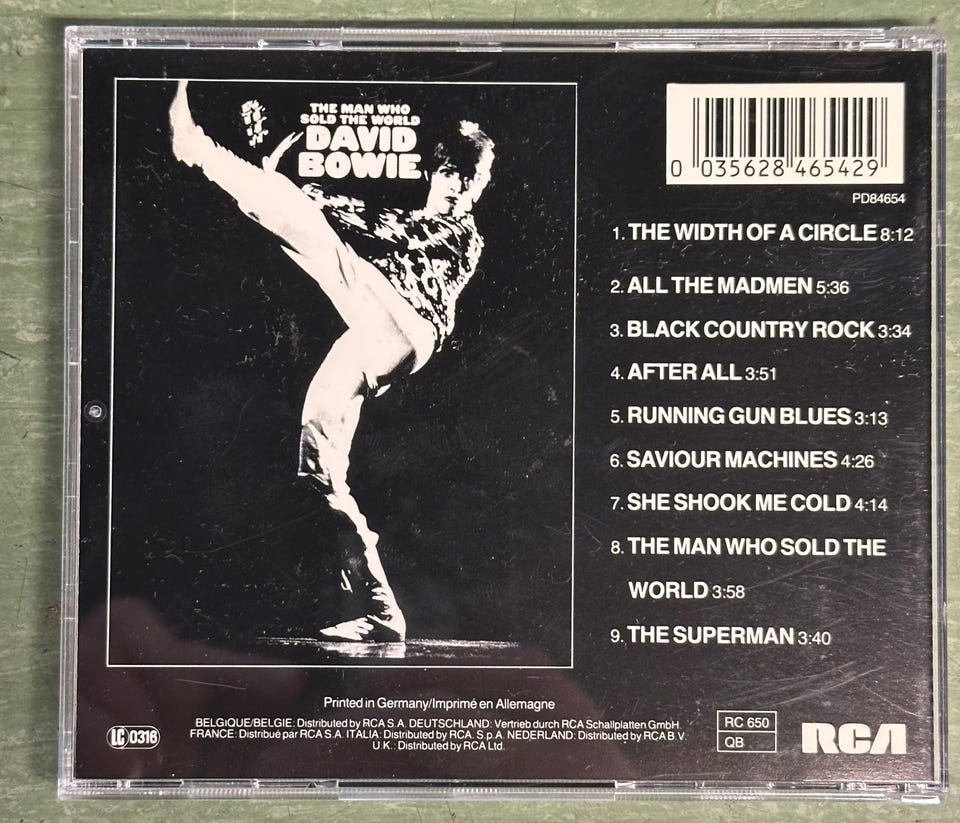 THE MAN WHO
SOLD THE WORLD
DAVID
BOWIE
0 035628 465429
PD84654
1. THE WIDTH OF A CIRCLE 8:12
2. ALL THE MADMEN 5:36
3. BLACK COUNTRY ROCK 3:34
4. AFTER ALL 3:51
5. RUNNING GUN BLUES 3:13
6. SAVIOUR MACHINES 4:26
7. SHE SHOOK ME COLD 4:14
8. THE MAN WHO SOLD THE
WORLD 3:58
9. THE SUPERMAN 3:40
Printed in Germany/Imprimé en Allemagne
BELGIQUE/BELGIE: Distributed by RCA S.A. DEUTSCHLAND: Vertrieb durch RCA Schallplatten GmbH.
FRANCE: Distribué par RCA S.A. ITALIA: Distributed by RCA. S.p.A. NEDERLAND: Distributed by RCA B.V.
U.K.: Distributed by RCA Ltd.
LC 0316
RC 650
QB
RCA